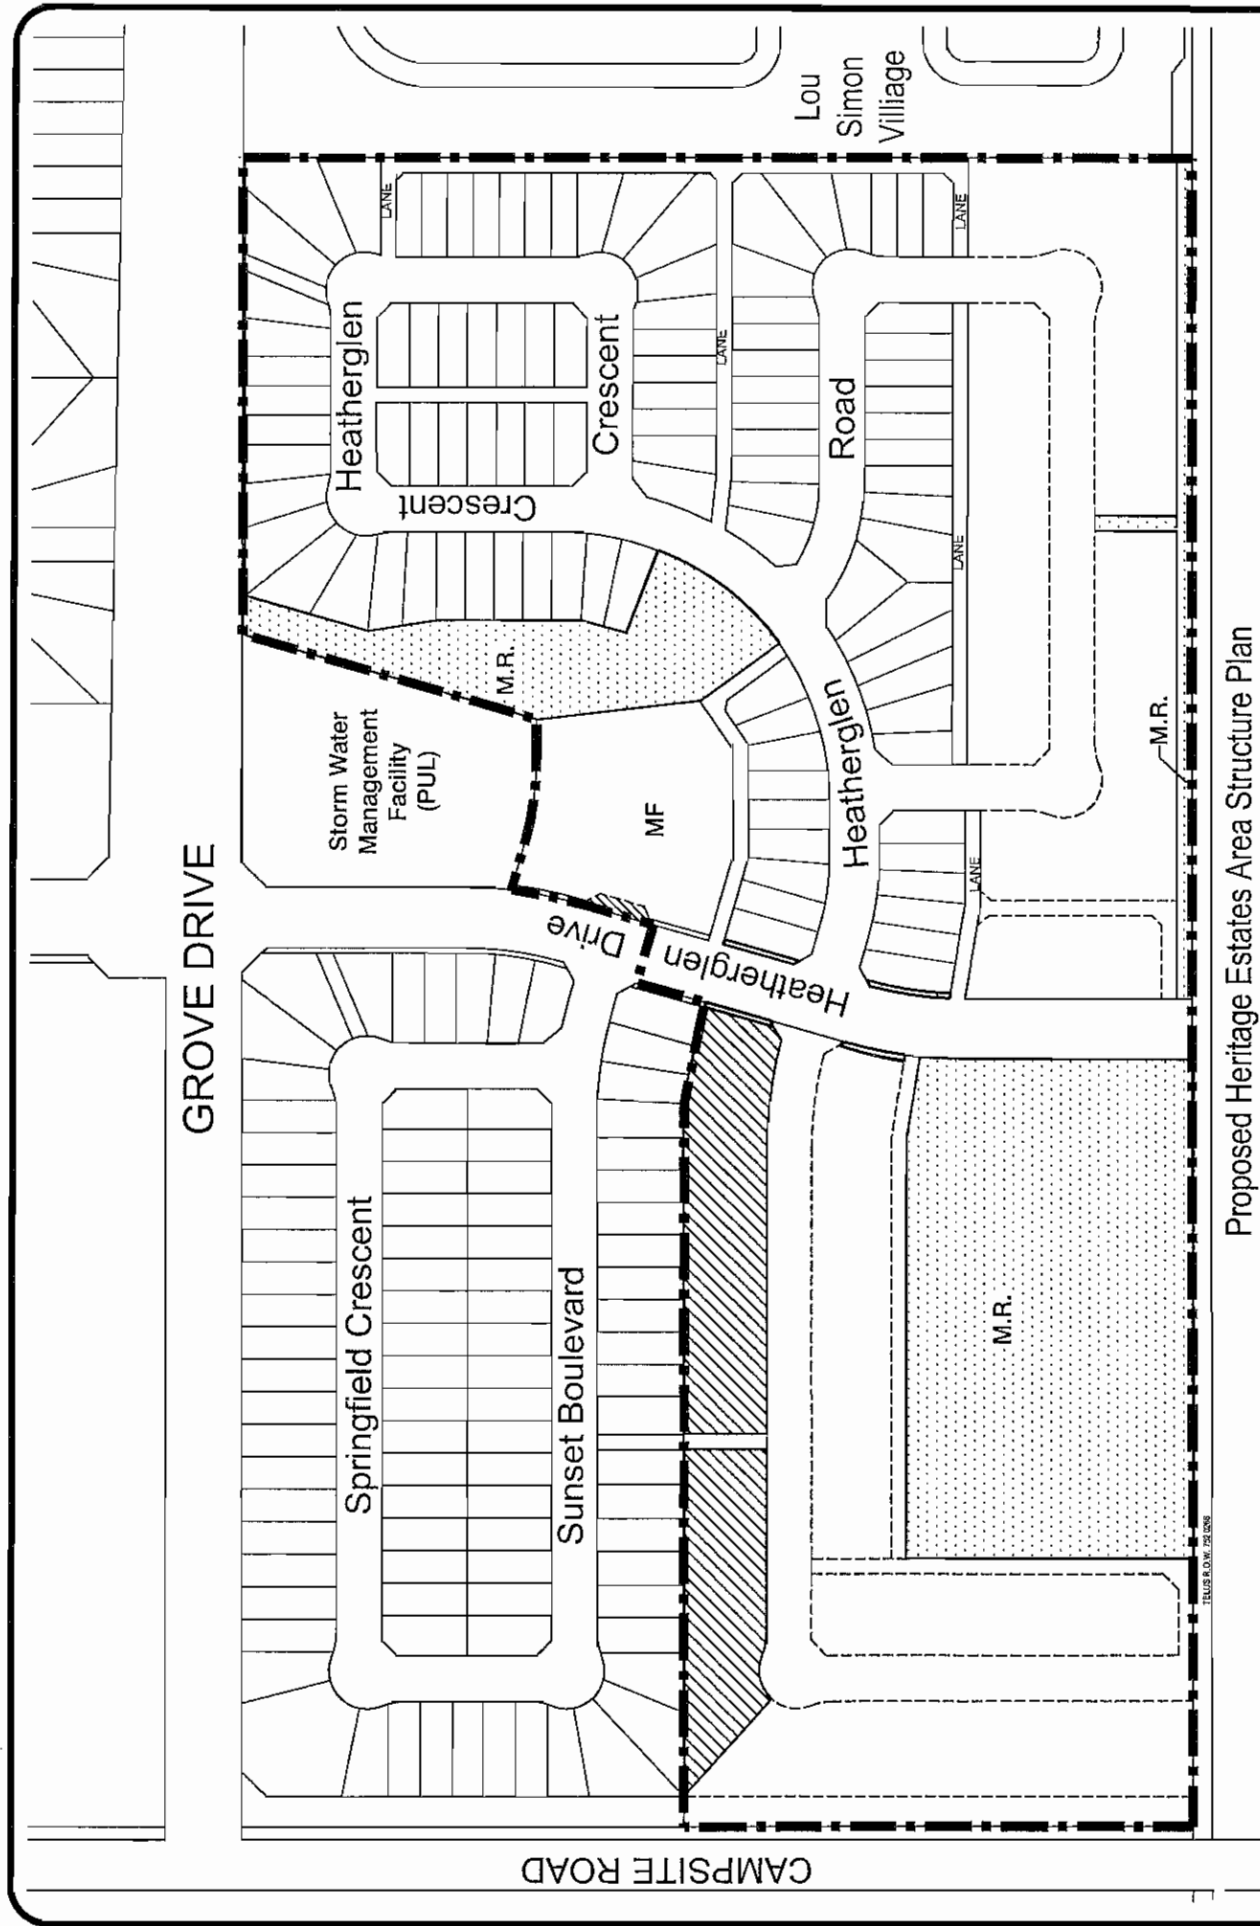 GROVE DRIVE
Lou
Simon
Villiage
LANE
Heatherglen
Crescent
Crescent
LANE
LANE
Road
LANE
M.R.
Storm Water
Management
Facility
(PUL)
MF
Heatherglen
LANE
M.R.
Drive
Heatherglen
Springfield Crescent
Sunset Boulevard
M.R.
CAMPSITE ROAD
Proposed Heritage Estates Area Structure Plan